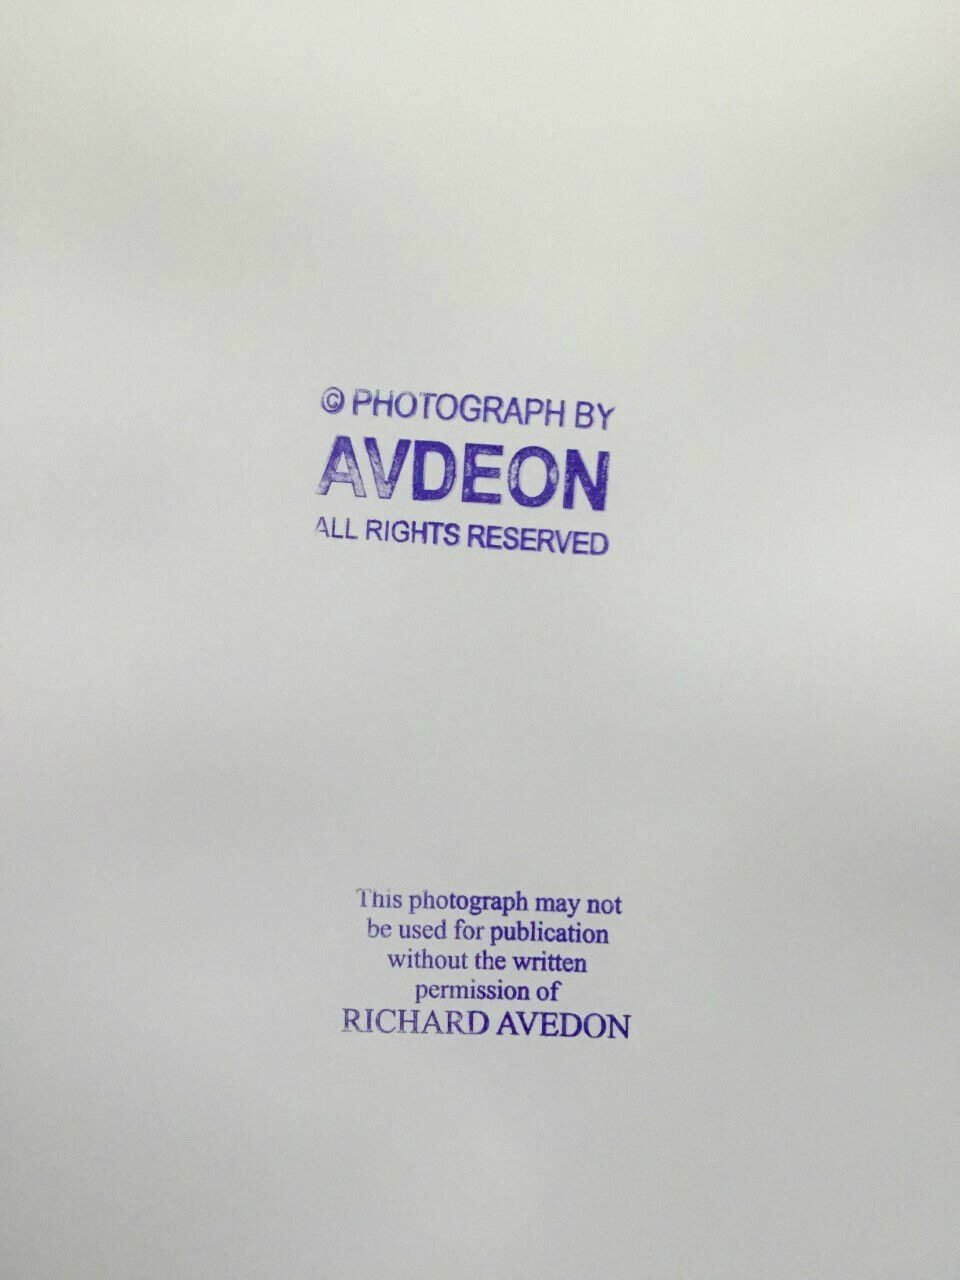 © PHOTOGRAPH BY
AVDEON
ALL RIGHTS RESERVED
This photograph may not
be used for publication
without the written
permission of
RICHARD AVEDON